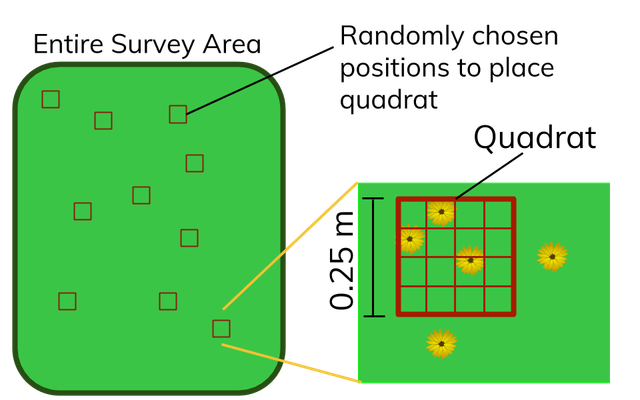 Entire Survey Area
Randomly chosen
positions to place
quadrat
Quadrat
0.25 m